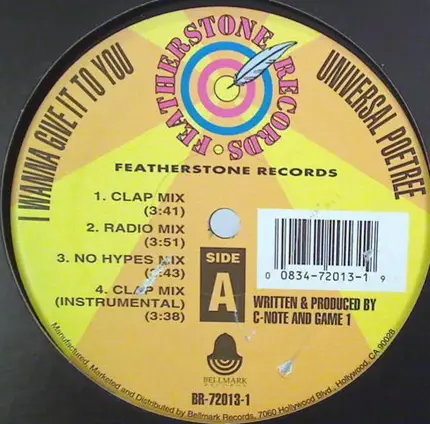 I WANNA GIVE IT TO YOU
FEATHERSTONE RECORDS ·
UNIVERSAL POETREE
FEATHERSTONE RECORDS
1. CLAP MIX
(3:41)
2. RADIO MIX
(3:51)
3. NO HYPES MIX
:43)
4. CLAP MIX
(INSTRUMENTAL)
(3:38)
SIDE
A
0 0834-72013-1 9
WRITTEN & PRODUCED BY
C-NOTE AND GAME 1
BELLMARK
RECORDS
BR-72013-1
Manufactured, Marketed and Distributed by Bellmark Records, 7060 Hollywood Blvd., Hollywood, CA 90028